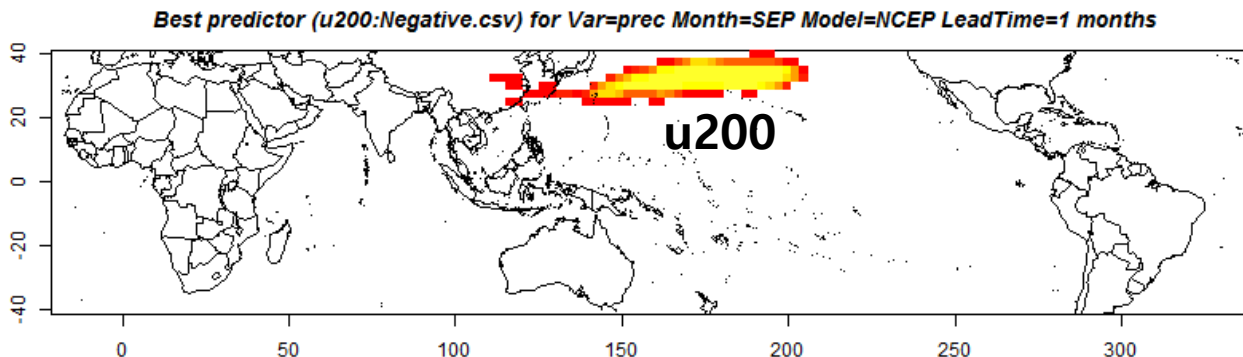 Best predictor (u200:Negative.csv) for Var=prec Month=SEP Model=NCEP LeadTime=1 months
40
20
0
-20
-40
u200
0 50 100 150 200 250 300